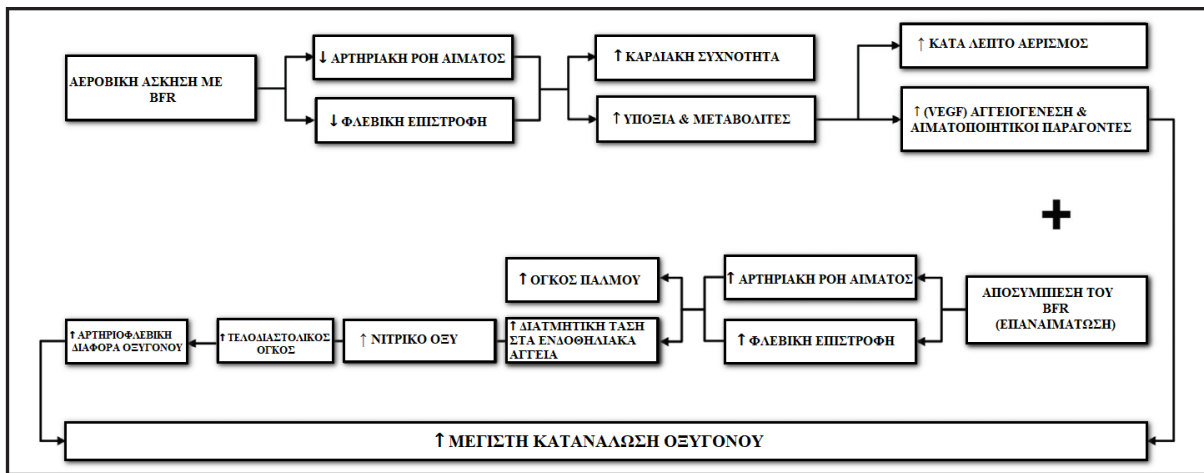 ΑΕΡΟΒΙΚΗ ΑΣΚΗΣΗ ΜΕ
BFR
↓ ΑΡΤΗΡΙΑΚΗ ΡΟΗ ΑΙΜΑΤΟΣ
↓ ΦΛΕΒΙΚΗ ΕΠΙΣΤΡΟΦΗ
↑ ΚΑΡΔΙΑΚΗ ΣΥΧΝΟΤΗΤΑ
↑ ΥΠΟΞΙΑ & ΜΕΤΑΒΟΛΙΤΕΣ
↑ ΚΑΤΑ ΛΕΠΤΟ ΑΕΡΙΣΜΟΣ
↑ (VEGF) ΑΓΓΕΙΟΓΕΝΕΣΗ &
ΑΙΜΑΤΟΠΟΙΗΤΙΚΟΙ ΠΑΡΑΓΟΝΤΕΣ
+
ΑΠΟΣΥΜΠΙΕΣΗ ΤΟΥ
BFR
(ΕΠΑΝΑΙΜΑΤΩΣΗ)
↑ ΑΡΤΗΡΙΑΚΗ ΡΟΗ ΑΙΜΑΤΟΣ
↑ ΦΛΕΒΙΚΗ ΕΠΙΣΤΡΟΦΗ
↑ ΟΓΚΟΣ ΠΑΛΜΟΥ
↑ ΔΙΑΤΜΗΤΙΚΗ ΤΑΣΗ
ΣΤΑ ΕΝΔΟΘΗΛΙΑΚΑ
ΑΓΓΕΙΑ
↑ ΝΙΤΡΙΚΟ ΟΞΥ
↑ ΤΕΛΟΔΙΑΣΤΟΛΙΚΟΣ
ΟΓΚΟΣ
↑ ΑΡΤΗΡΙΟΦΛΕΒΙΚΗ
ΔΙΑΦΟΡΑ ΟΞΥΓΟΝΟΥ
↑ ΜΕΓΙΣΤΗ ΚΑΤΑΝΑΛΩΣΗ ΟΞΥΓΟΝΟΥ